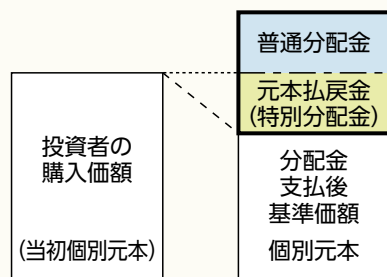 普通分配金
元本払戻金
(特別分配金)
投資者の
購入価額
(当初個別元本)
分配金
支払後
基準価額
個別元本